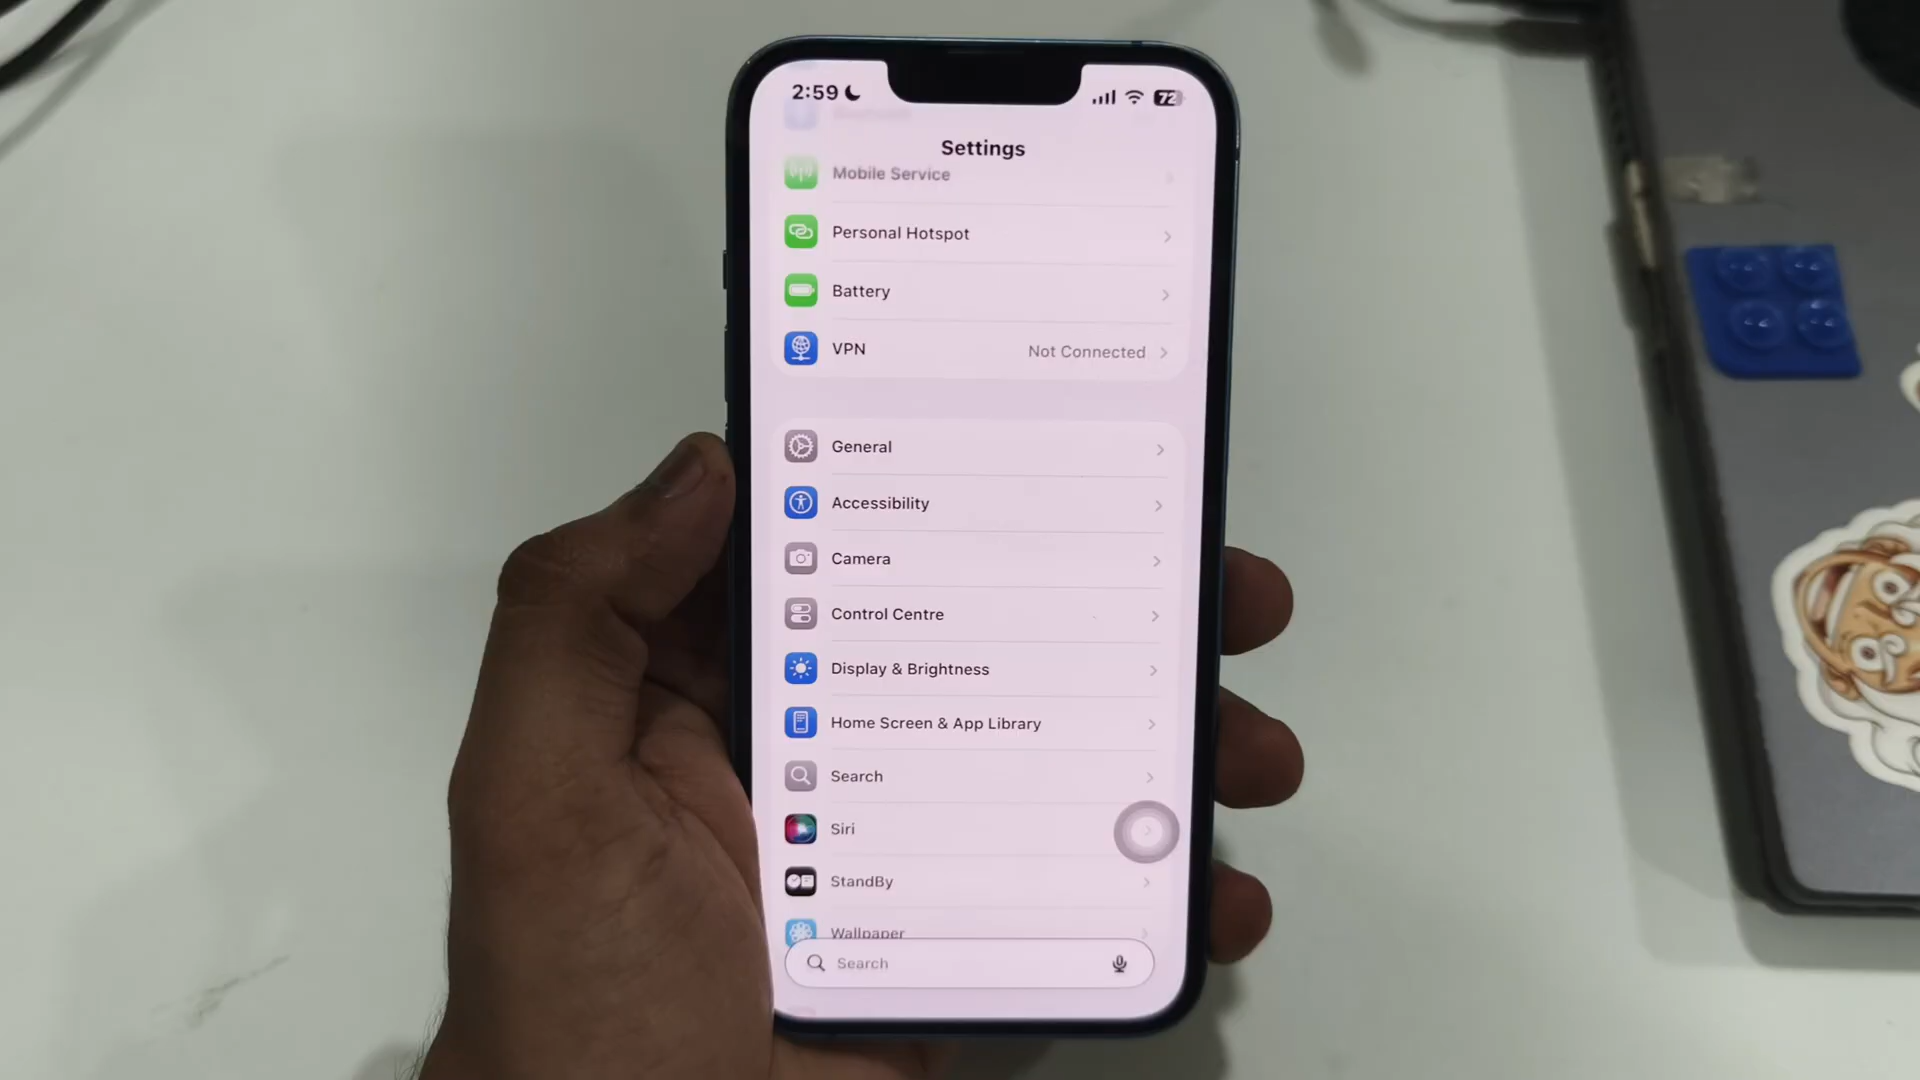 2:59 72
Settings
Mobile Service
Personal Hotspot
Battery
VPN Not Connected
General
Accessibility
Camera
Control Centre
Display & Brightness
Home Screen & App Library
Search
Siri
StandBy
Wallpaper
Search